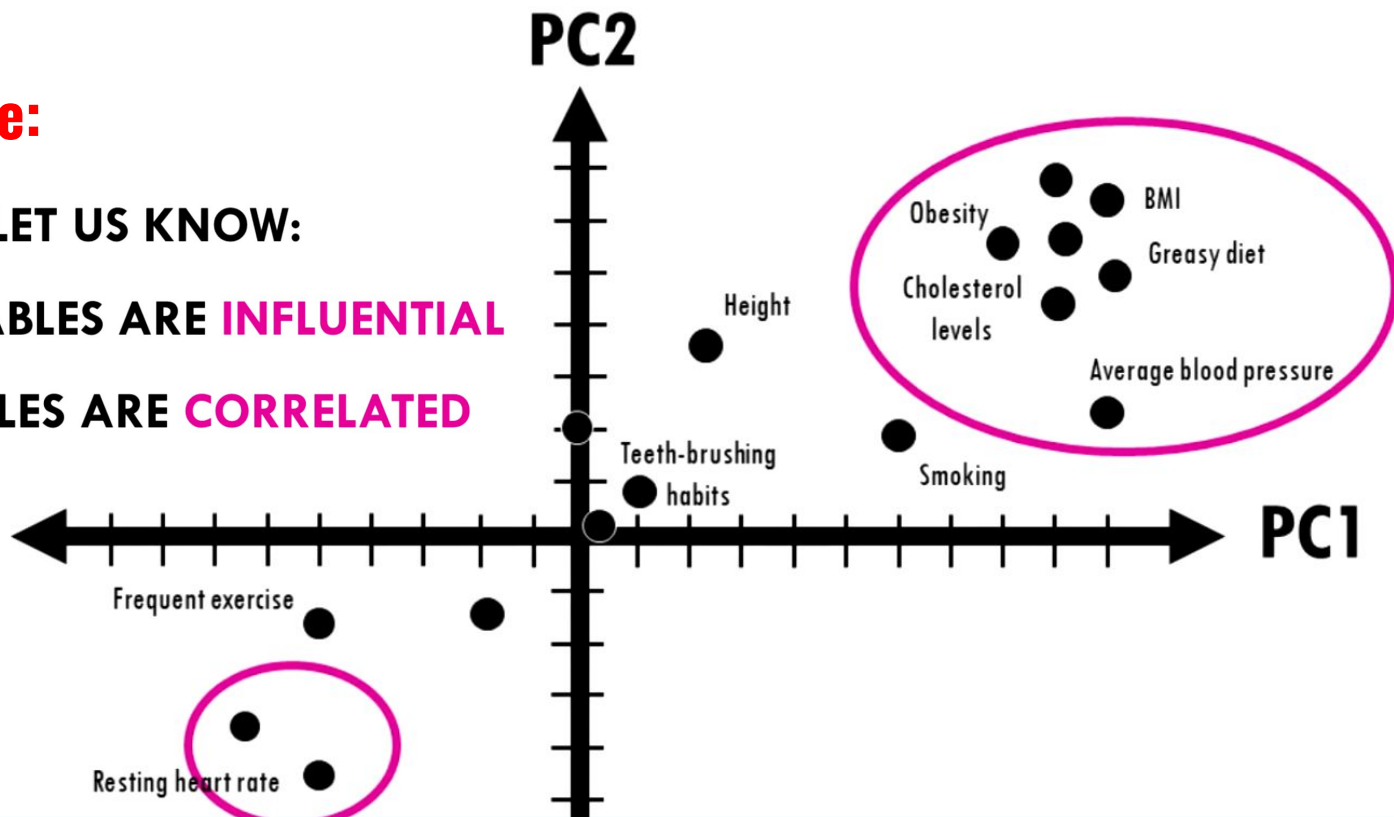 PC2
e:
LET US KNOW:
ABLES ARE INFLUENTIAL
LES ARE CORRELATED
Obesity
BMI
Greasy diet
Cholesterol
levels
Height
Average blood pressure
Teeth-brushing
habits
Smoking
PC1
Frequent exercise
Resting heart rate